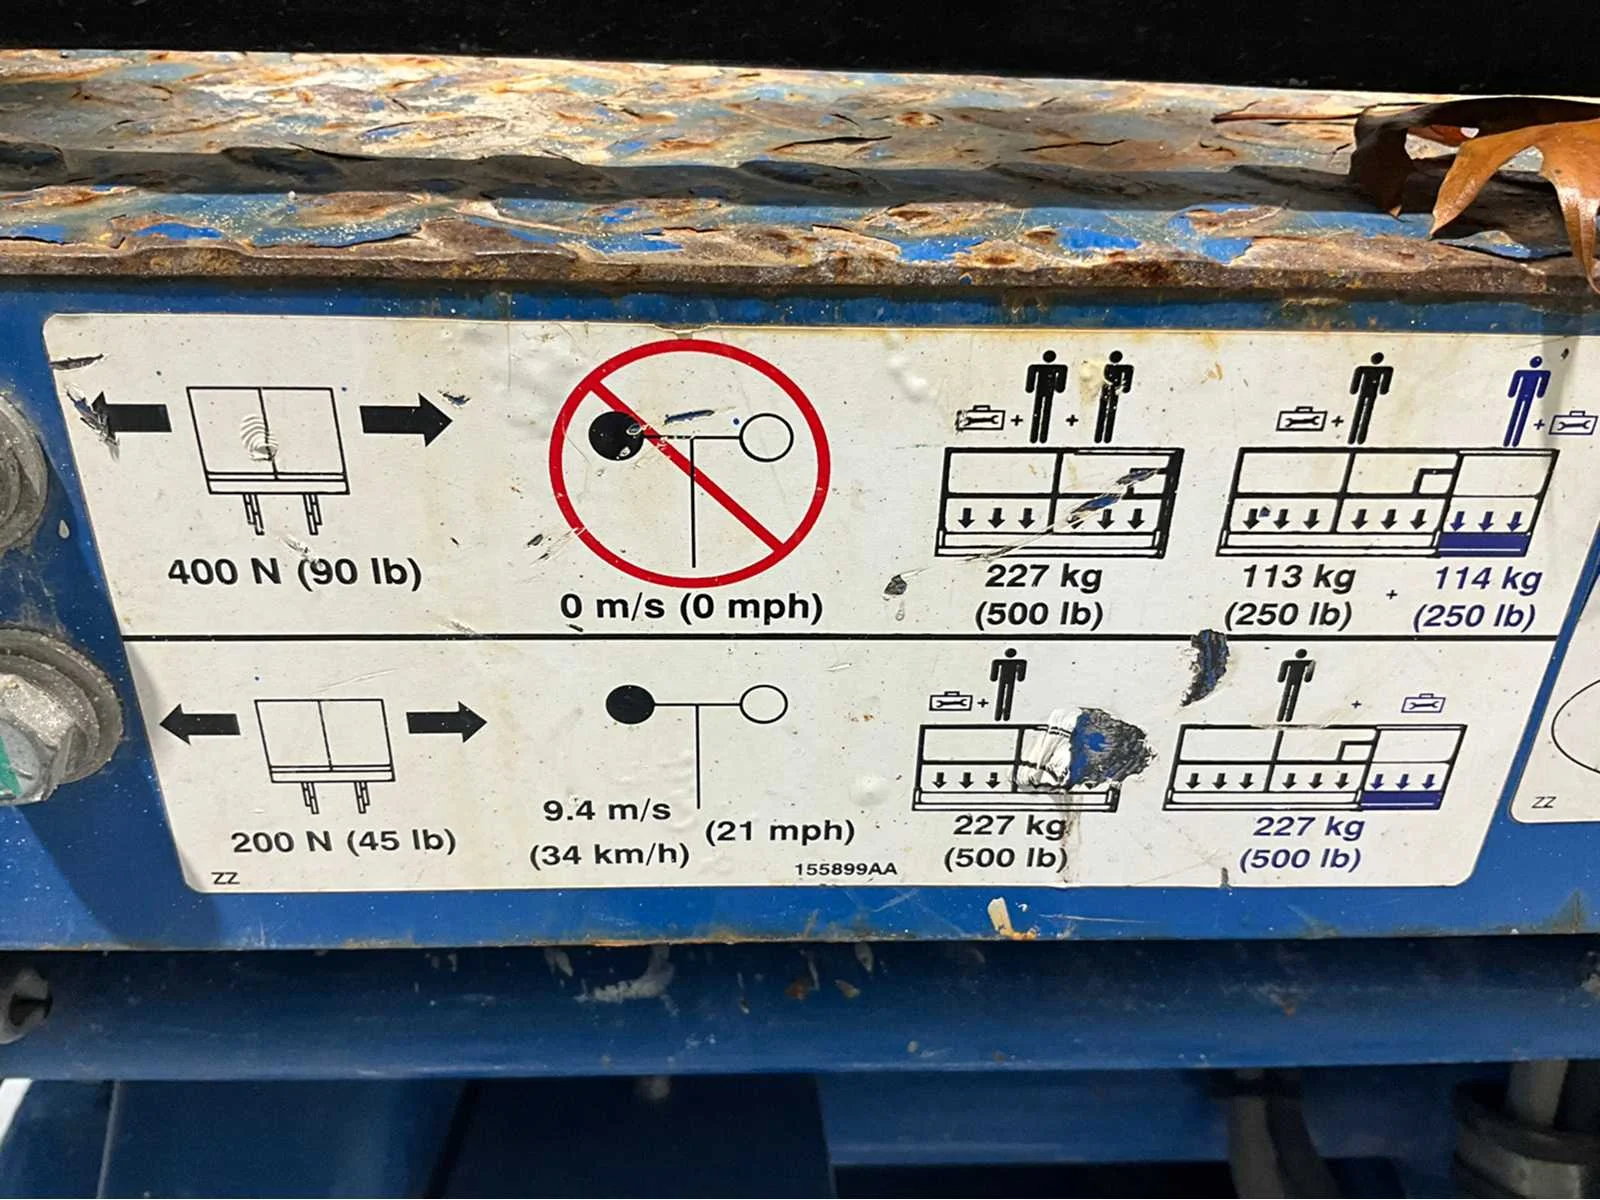 400 N (90 lb)
0 m/s (0 mph)
+ +
227 kg
(500 lb)
+ +
113 kg + 114 kg
(250 lb) (250 lb)
200 N (45 lb)
ZZ
9.4 m/s
(34 km/h) (21 mph)
155899AA
+
227 kg
(500 lb)
+
227 kg
(500 lb)
ZZ